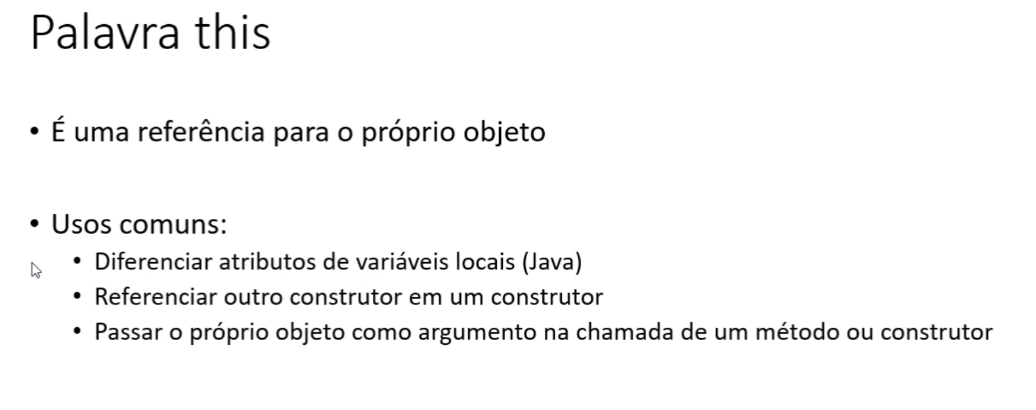 Palavra this
• É uma referência para o próprio objeto
• Usos comuns:
• Diferenciar atributos de variáveis locais (Java)
• Referenciar outro construtor em um construtor
• Passar o próprio objeto como argumento na chamada de um método ou construtor